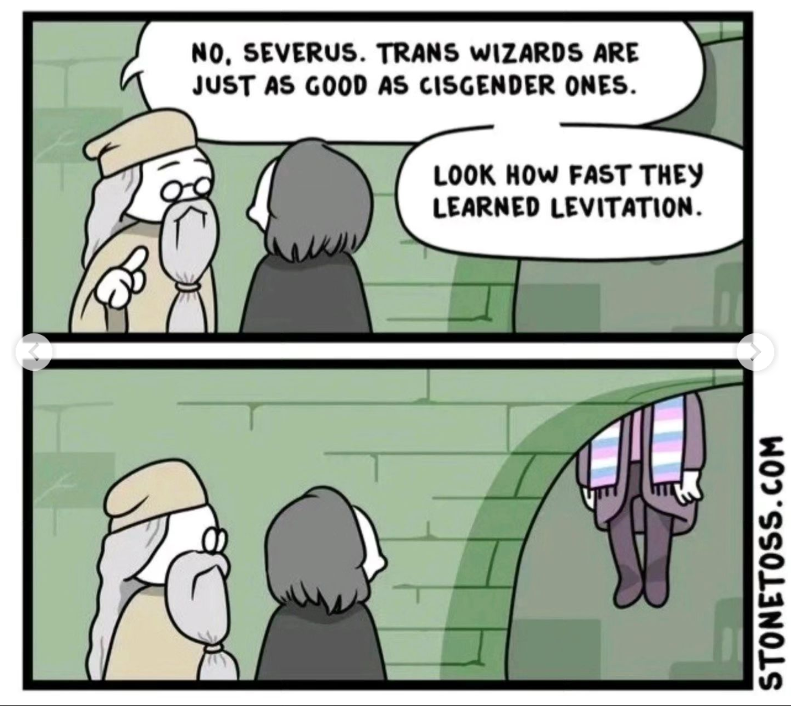 NO, SEVERUS. TRANS WIZARDS ARE
JUST AS GOOD AS CISGENDER ONES.
LOOK HOW FAST THEY
LEARNED LEVITATION.
STONETOSS.COM